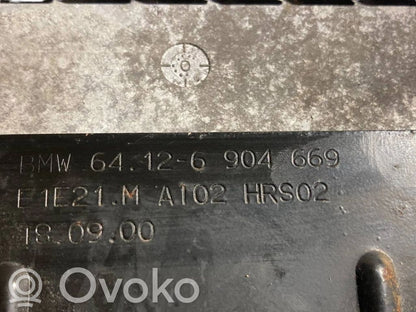 BMW 64.12-6 904 669
E1E21.M A102 HRS02
18.09.00
Ovoko